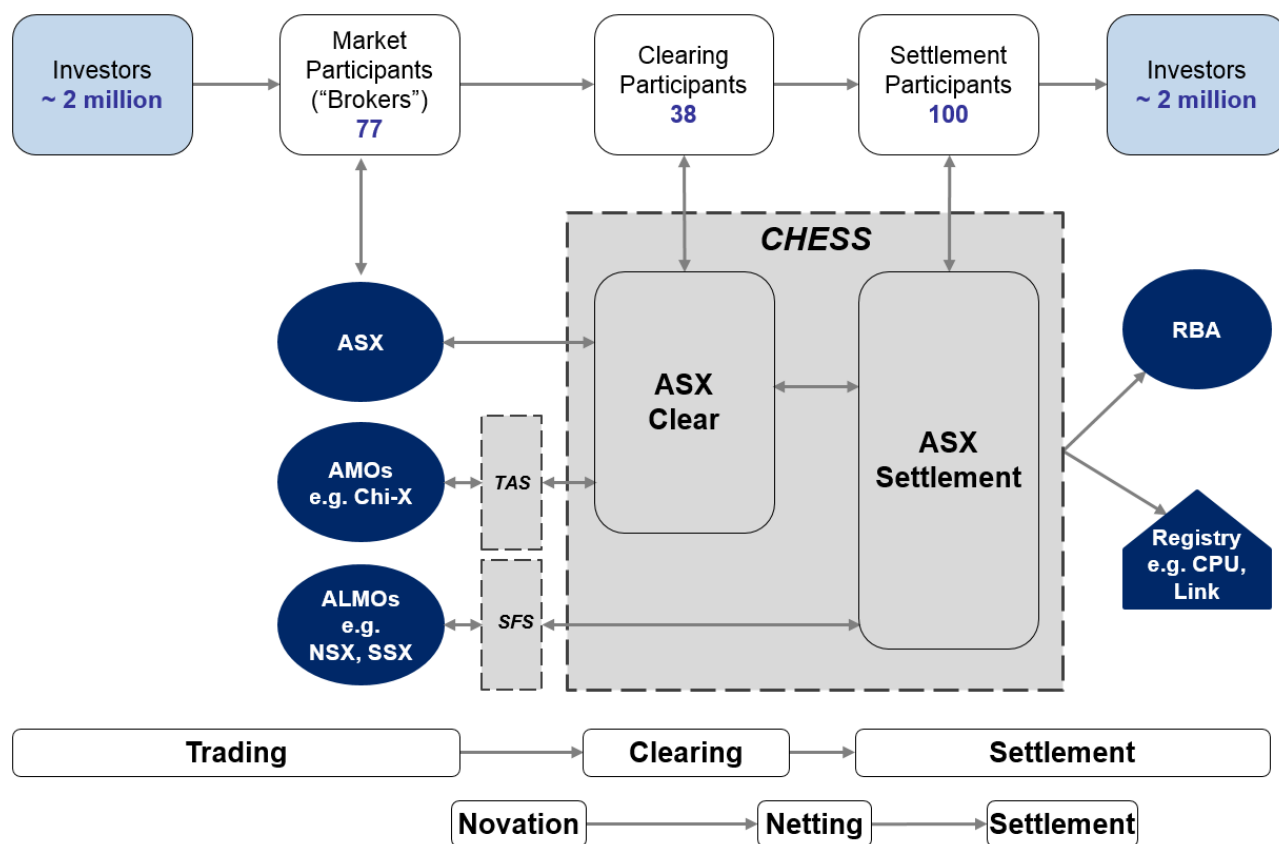 Investors
~ 2 million
Market
Participants
(“Brokers”)
77
Clearing
Participants
38
Settlement
Participants
100
Investors
~ 2 million
CHESS
ASX
ASX
Clear
ASX
Settlement
RBA
AMOs
e.g. Chi-X
TAS
ALMOs
e.g.
NSX, SSX
SFS
Registry
e.g. CPU,
Link
Trading
Clearing
Settlement
Novation
Netting
Settlement